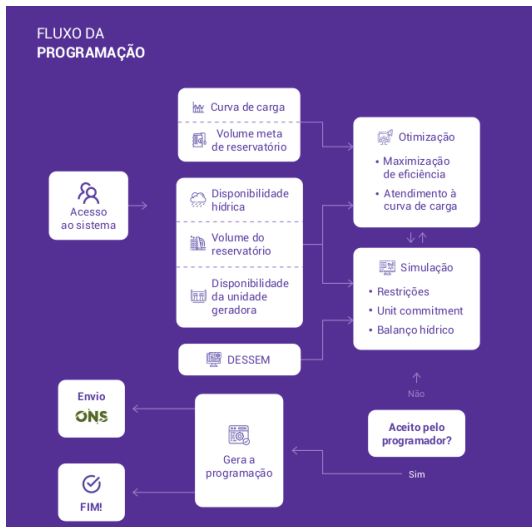 FLUXO DA
PROGRAMAÇÃO
Acesso
ao sistema
Curva de carga
Volume meta
de reservatório
Disponibilidade
hídrica
Volume do
reservatório
Disponibilidade
da unidade
geradora
DESSEM
Otimização
• Maximização
de eficiência
• Atendimento à
curva de carga
Simulação
• Restrições
• Unit commitment
• Balanço hídrico
Não
Aceito pelo
programador?
Sim
Gera a
programação
Envio
ONS
FIM!